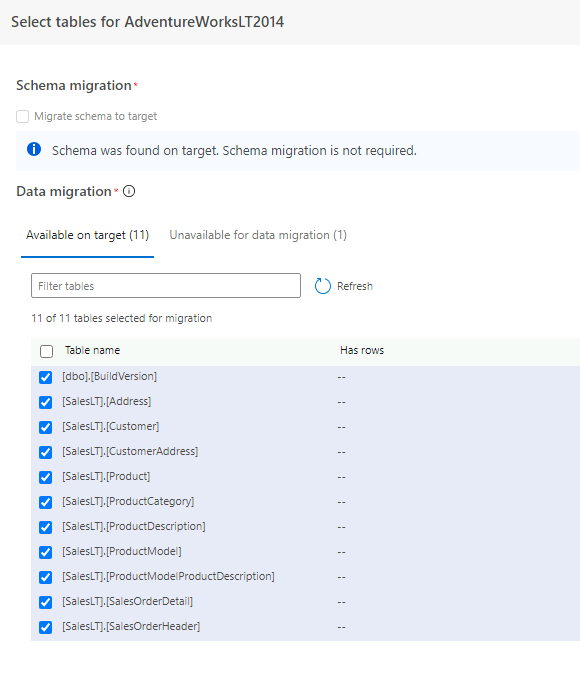 Select tables for AdventureWorksLT2014
Schema migration*
Migrate schema to target
Schema was found on target. Schema migration is not required.
Data migration*
Available on target (11) Unavailable for data migration (1)
Filter tables Refresh
11 of 11 tables selected for migration
Table name Has rows
[dbo].[BuildVersion] --
[SalesLT].[Address] --
[SalesLT].[Customer] --
[SalesLT].[CustomerAddress] --
[SalesLT].[Product] --
[SalesLT].[ProductCategory] --
[SalesLT].[ProductDescription] --
[SalesLT].[ProductModel] --
[SalesLT].[ProductModelProductDescription] --
[SalesLT].[SalesOrderDetail] --
[SalesLT].[SalesOrderHeader] --